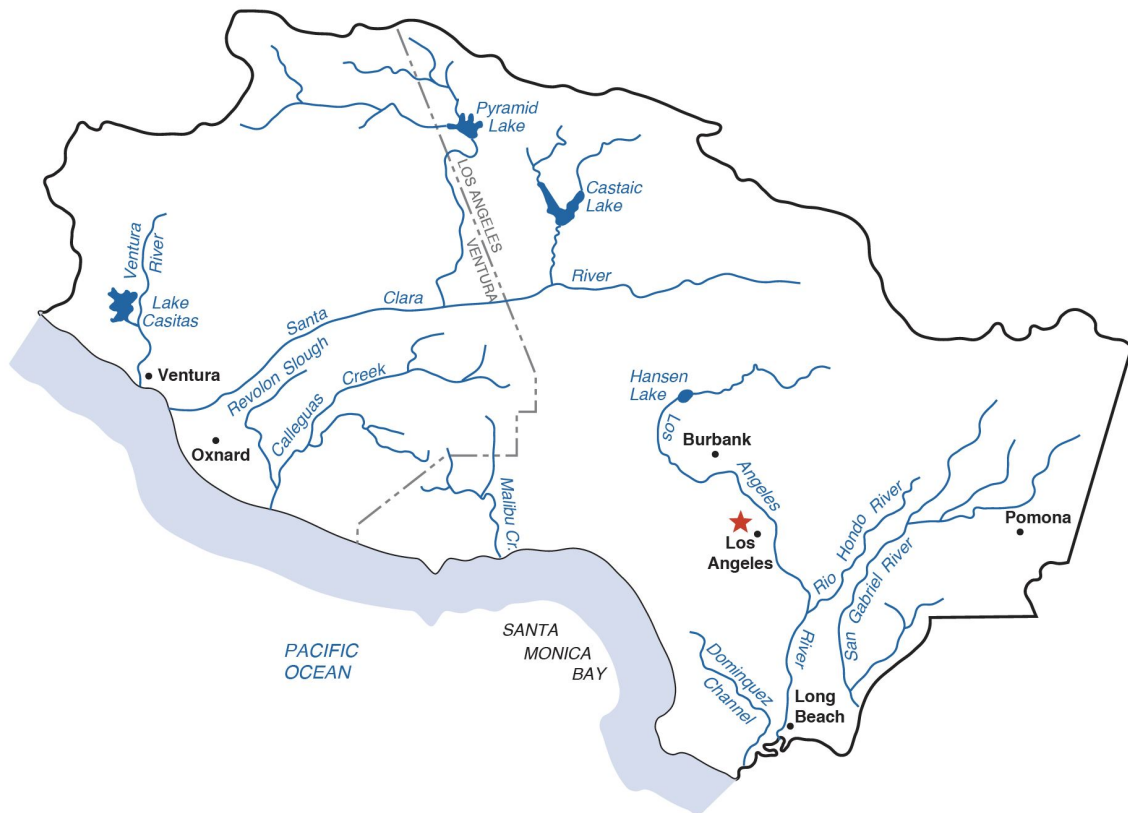 Pyramid
Lake
LOS ANGELES
VENTURA
Castaic
Lake
Ventura
River
Lake
Casitas
Santa
Clara
River
Ventura
Revolon Slough
Calleguas
Creek
Oxnard
Hansen
Lake
Los
Angeles
River
Burbank
Malibu Cr.
Los
Angeles
Rio Hondo River
San Gabriel River
Pomona
PACIFIC
OCEAN
SANTA
MONICA
BAY
Dominquez
Channel
Long
Beach